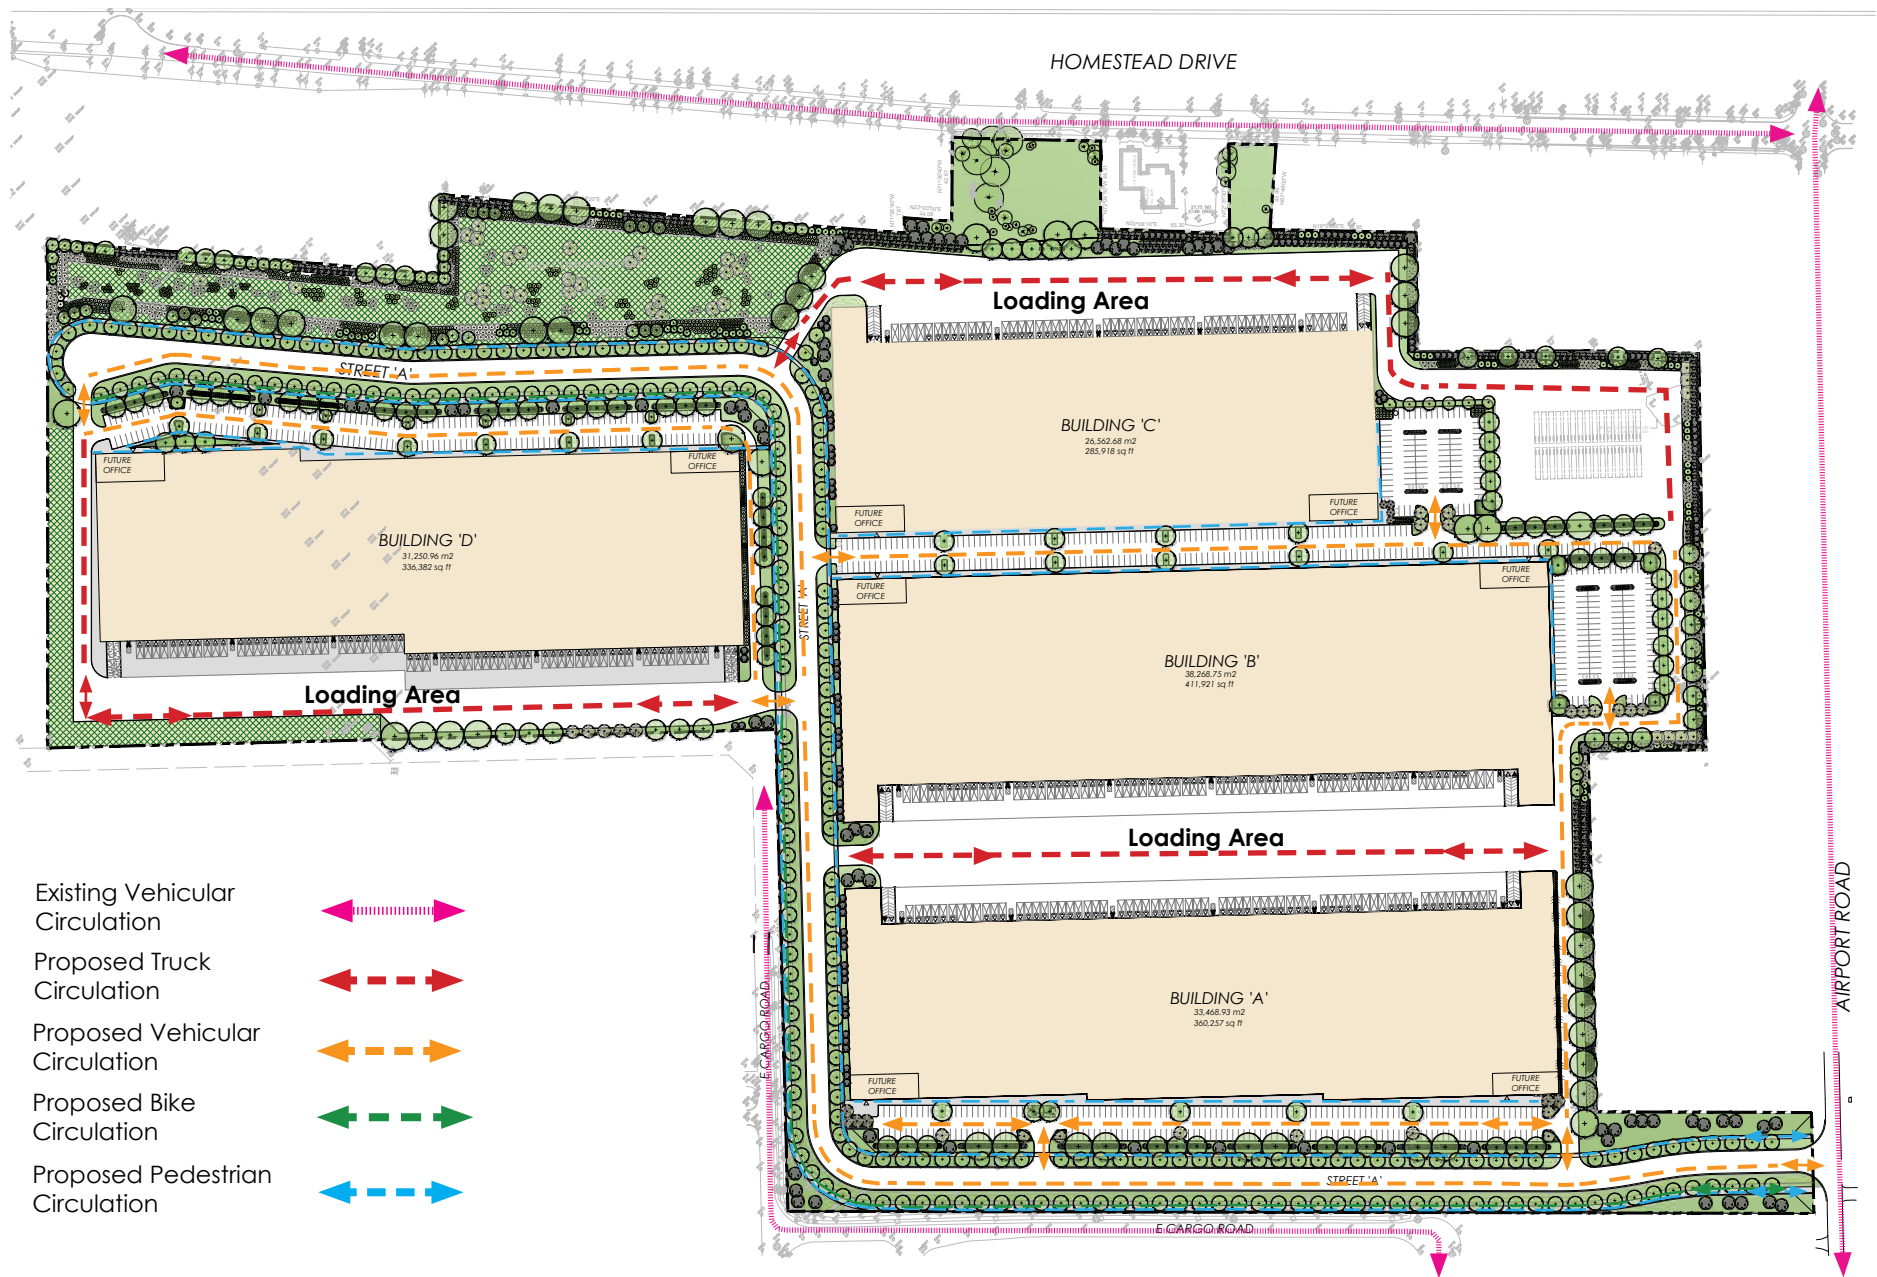 HOMESTEAD DRIVE
Loading Area
STREET 'A'
BUILDING 'C'
26,562.68 m2
285,918 sq ft
FUTURE
OFFICE
FUTURE
OFFICE
FUTURE
OFFICE
FUTURE
OFFICE
BUILDING 'D'
31,250.96 m2
336,382 sq ft
FUTURE
OFFICE
FUTURE
OFFICE
STREET 'A'
BUILDING 'B'
38,268.75 m2
411,921 sq ft
Loading Area
Loading Area
AIRPORT ROAD
Existing Vehicular
Circulation
Proposed Truck
Circulation
Proposed Vehicular
Circulation
Proposed Bike
Circulation
Proposed Pedestrian
Circulation
E CARGO ROAD
BUILDING 'A'
33,468.93 m2
360,257 sq ft
FUTURE
OFFICE
FUTURE
OFFICE
STREET 'A'
E CARGO ROAD